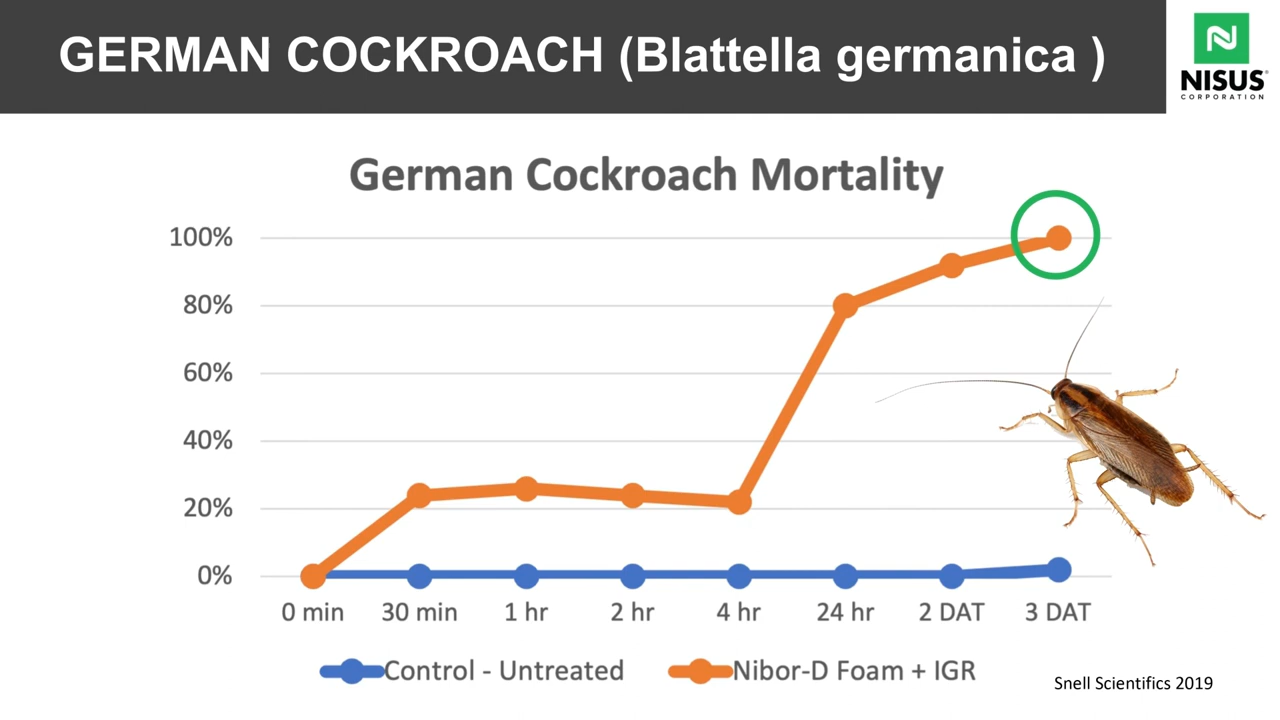 GERMAN COCKROACH (Blattella germanica )
NISUS
CORPORATION
German Cockroach Mortality
100%
80%
60%
40%
20%
0%
0 min 30 min 1 hr 2 hr 4 hr 24 hr 2 DAT 3 DAT
Control - Untreated Nibor-D Foam + IGR
Snell Scientifics 2019